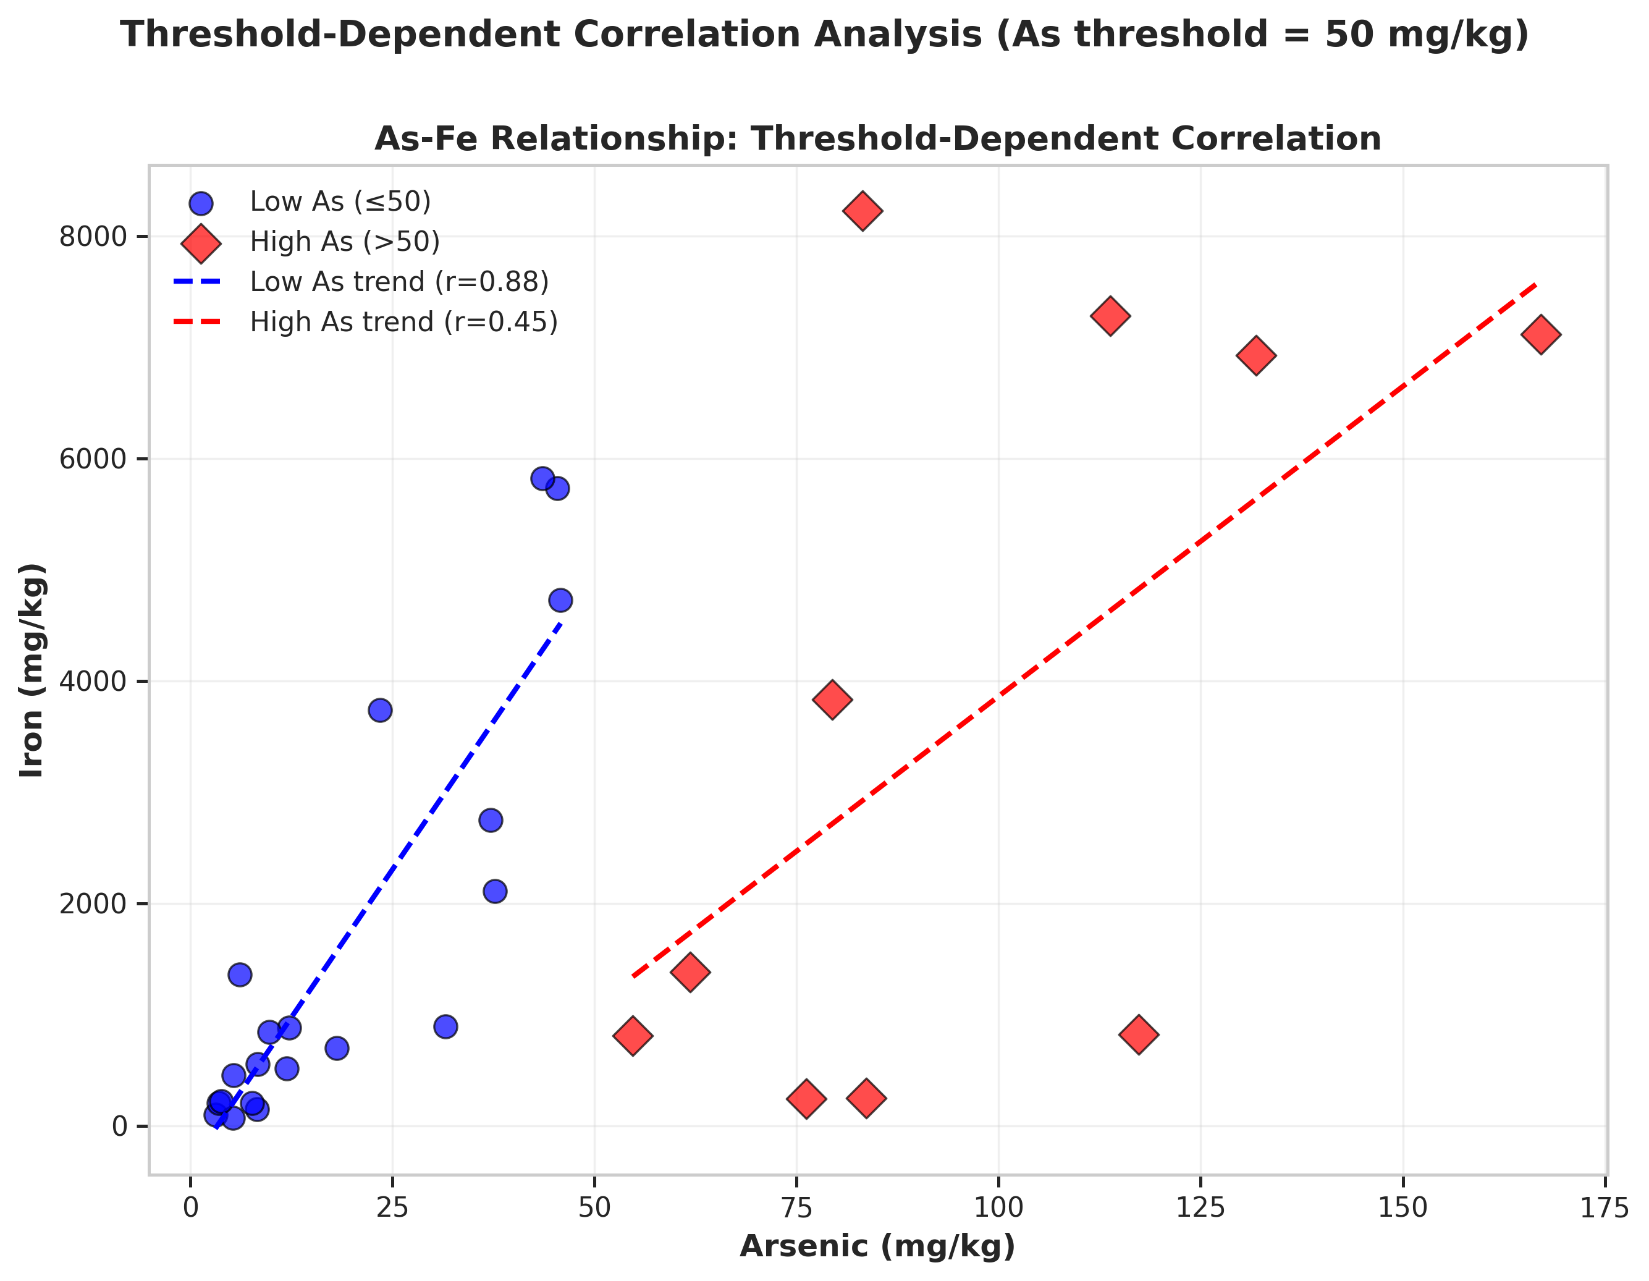 Threshold-Dependent Correlation Analysis (As threshold = 50 mg/kg)
As-Fe Relationship: Threshold-Dependent Correlation
Low As (≤50)
High As (>50)
Low As trend (r=0.88)
High As trend (r=0.45)
Iron (mg/kg)
8000
6000
4000
2000
0
0 25 50 75 100 125 150 175
Arsenic (mg/kg)